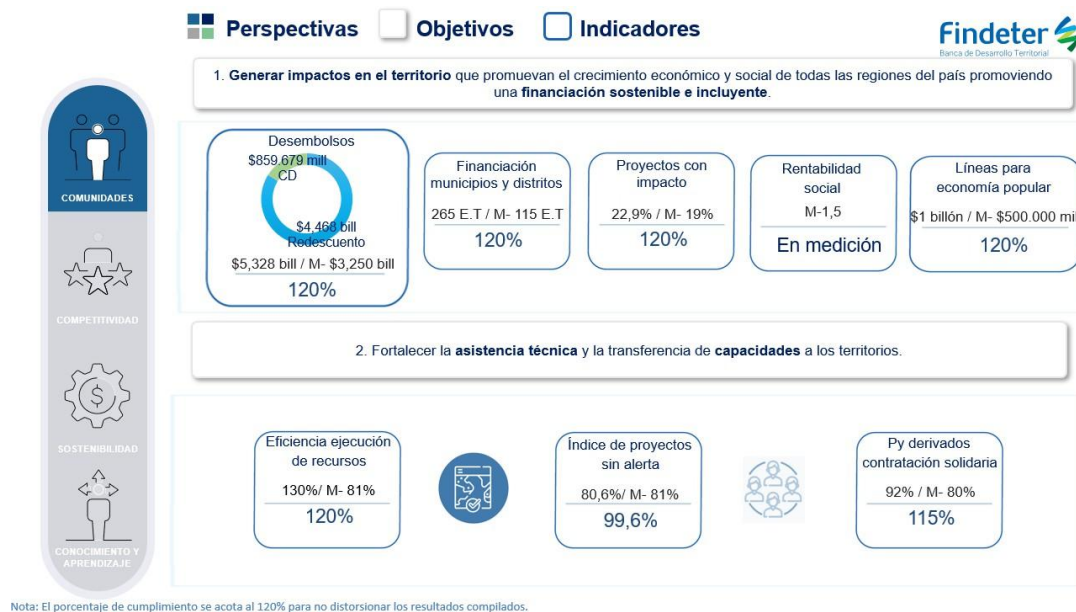 Perspectivas Objetivos Indicadores
Findeter
Banca de Desarrollo Territorial
1. Generar impactos en el territorio que promuevan el crecimiento económico y social de todas las regiones del país promoviendo
una financiación sostenible e incluyente.
COMUNIDADES
COMPETITIVIDAD
SOSTENIBILIDAD
CONOCIMIENTO Y
APRENDIZAJE
Desembolsos
$859.679 mill
CD
$4,468 bill
Redescuento
$5,328 bill / M- $3,250 bill
120%
Financiación
municipios y distritos
265 E.T / M- 115 E.T
120%
Proyectos con
impacto
22,9% / M- 19%
120%
Rentabilidad
social
M-1,5
En medición
Líneas para
economía popular
$1 billón / M- $500.000 mil
120%
2. Fortalecer la asistencia técnica y la transferencia de capacidades a los territorios.
Eficiencia ejecución
de recursos
130%/ M- 81%
120%
Índice de proyectos
sin alerta
80,6%/ M- 81%
99,6%
Py derivados
contratación solidaria
92% / M- 80%
115%
Nota: El porcentaje de cumplimiento se acota al 120% para no distorsionar los resultados compilados.